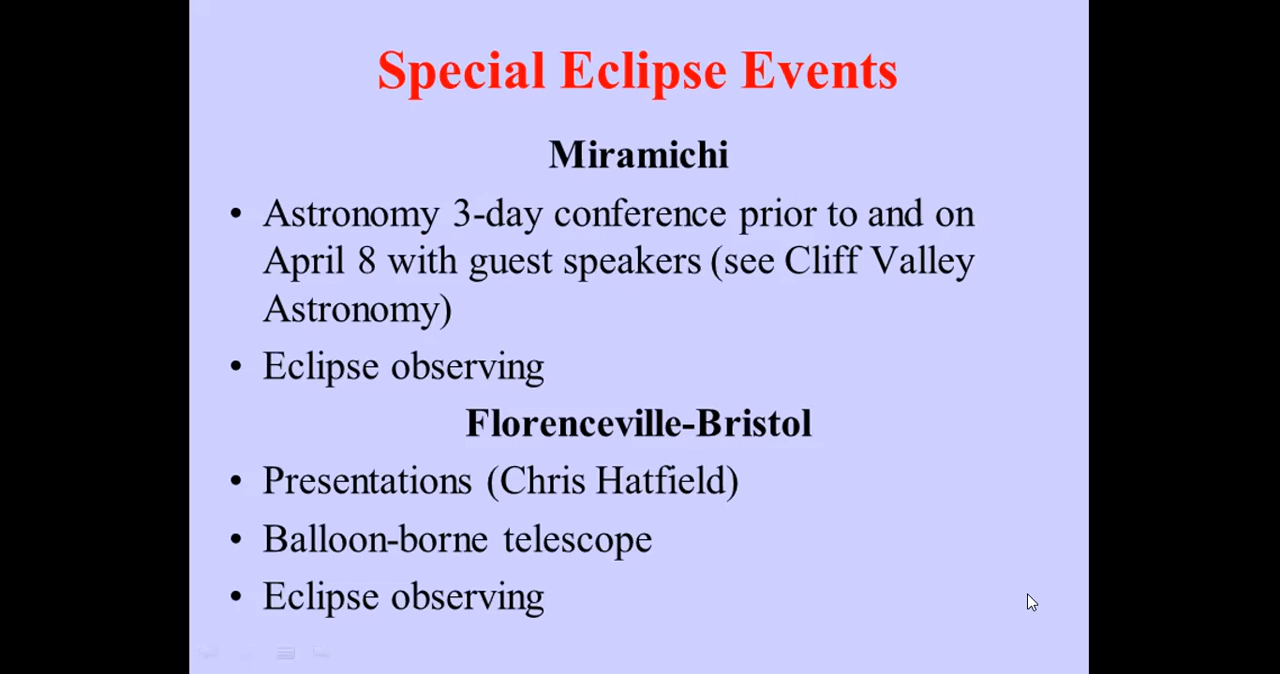 Special Eclipse Events
Miramichi
• Astronomy 3-day conference prior to and on
April 8 with guest speakers (see Cliff Valley
Astronomy)
• Eclipse observing
Florenceville-Bristol
• Presentations (Chris Hatfield)
• Balloon-borne telescope
• Eclipse observing